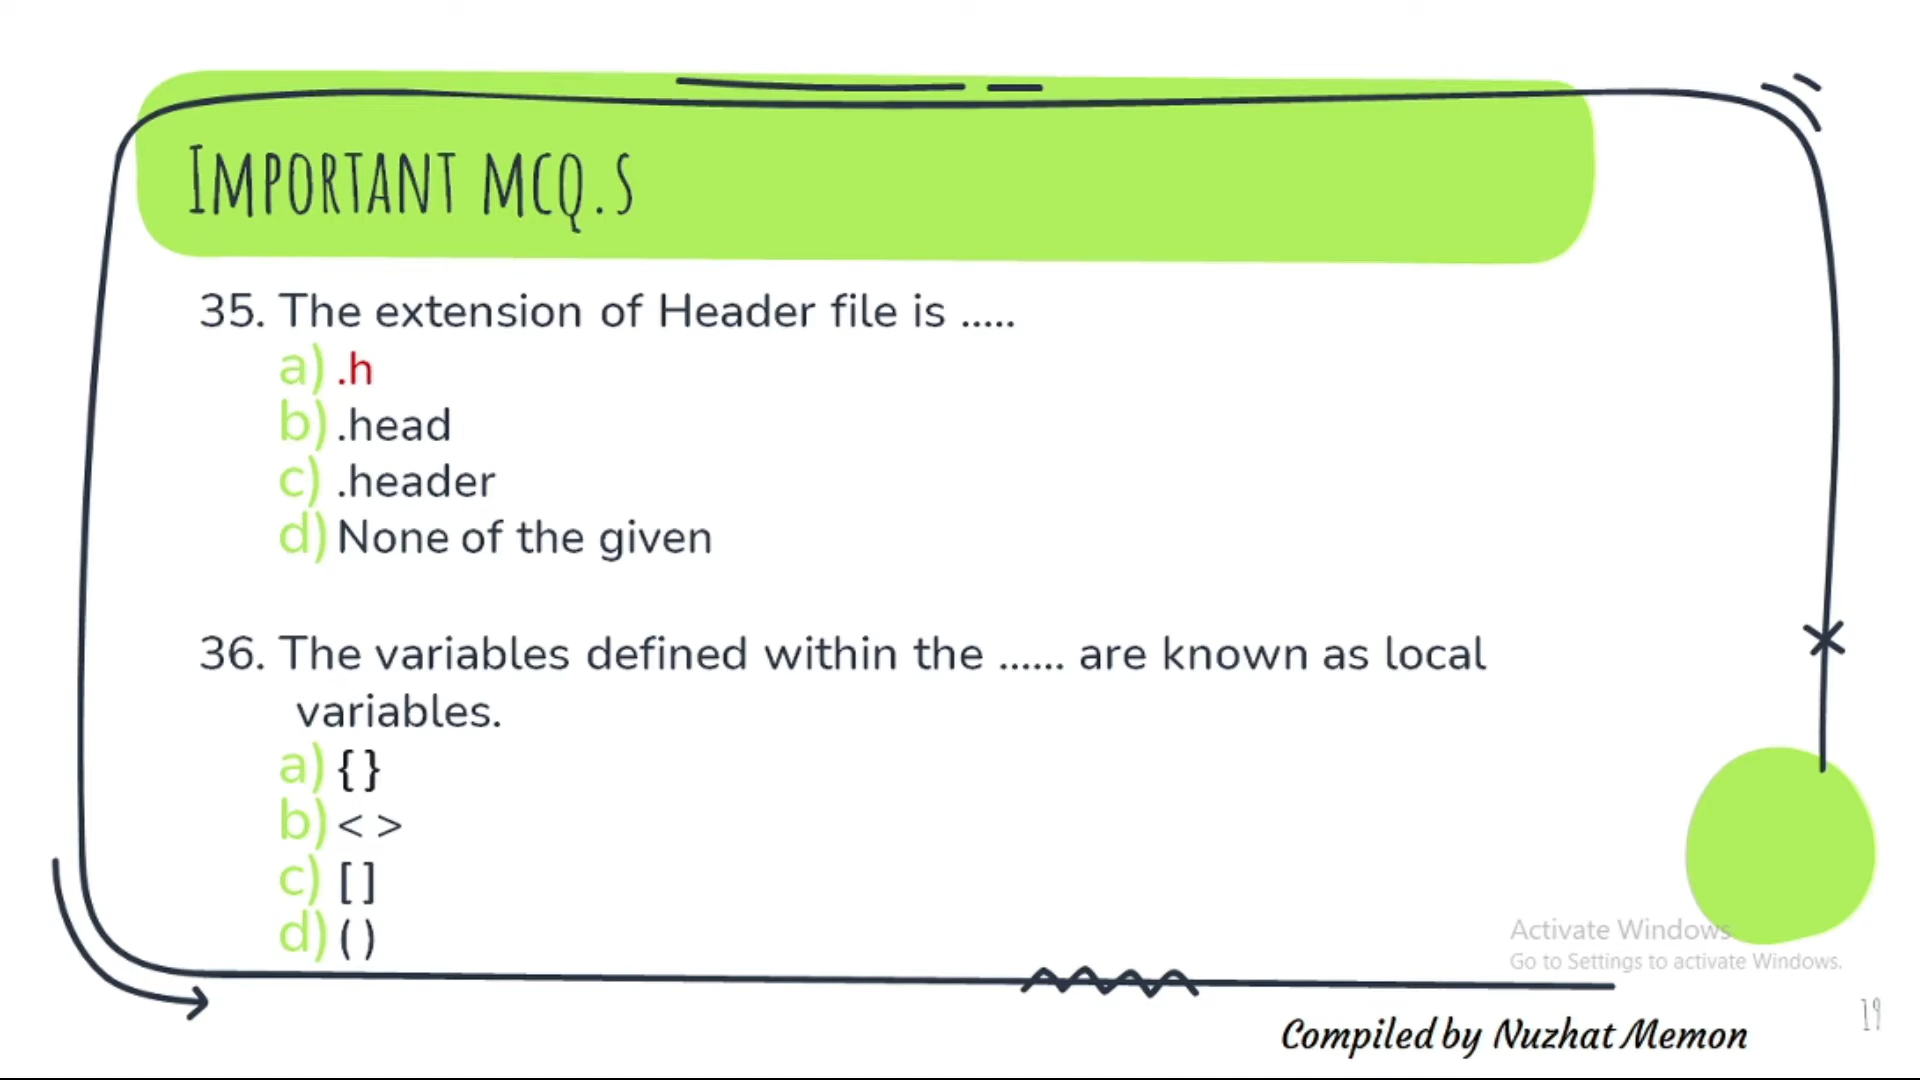 Important mcq.s
35. The extension of Header file is .....
a) .h
b) .head
c) .header
d) None of the given
36. The variables defined within the ...... are known as local
variables.
a) { }
b) < >
c) [ ]
d) ( )
Activate Windows
Go to Settings to activate Windows.
19
Compiled by Nuzhat Memon